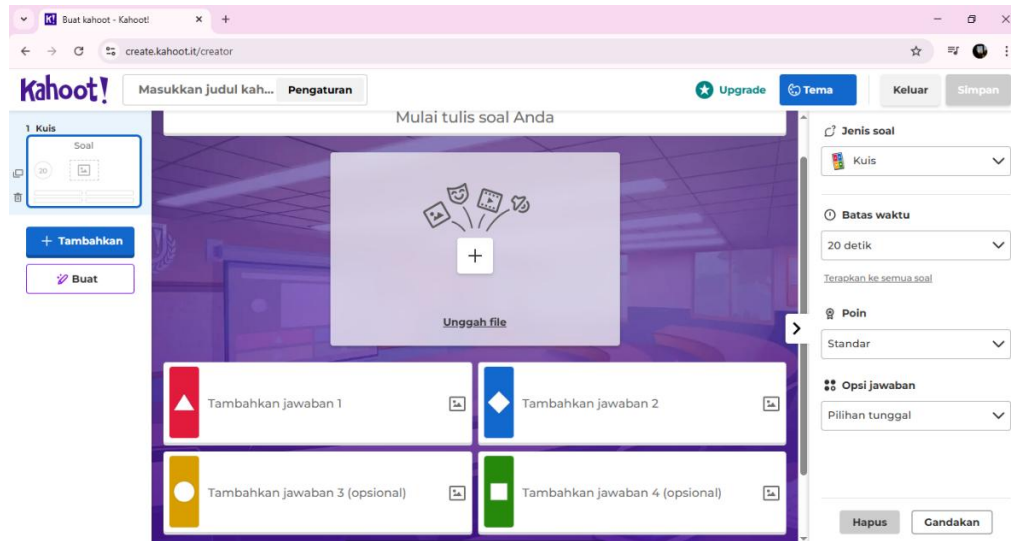 Buat kahoot - Kahoot!
create.kahoot.it/creator
Kahoot!
Masukkan judul kah...
Pengaturan
Upgrade
Tema
Keluar
Simpan
1 Kuis
Soal
20
+ Tambahkan
Buat
Mulai tulis soal Anda
Unggah file
Tambahkan jawaban 1
Tambahkan jawaban 2
Tambahkan jawaban 3 (opsional)
Tambahkan jawaban 4 (opsional)
Jenis soal
Kuis
Batas waktu
20 detik
Terapkan ke semua soal
Poin
Standar
Opsi jawaban
Pilihan tunggal
Hapus
Gandakan